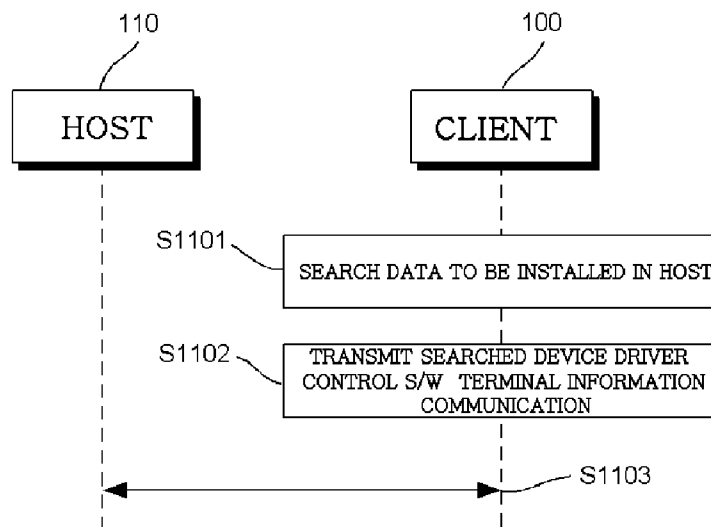 110
100
HOST
CLIENT
S1101
SEARCH DATA TO BE INSTALLED IN HOST
S1102
TRANSMIT SEARCHED DEVICE DRIVER
CONTROL S/W TERMINAL INFORMATION
COMMUNICATION
S1103